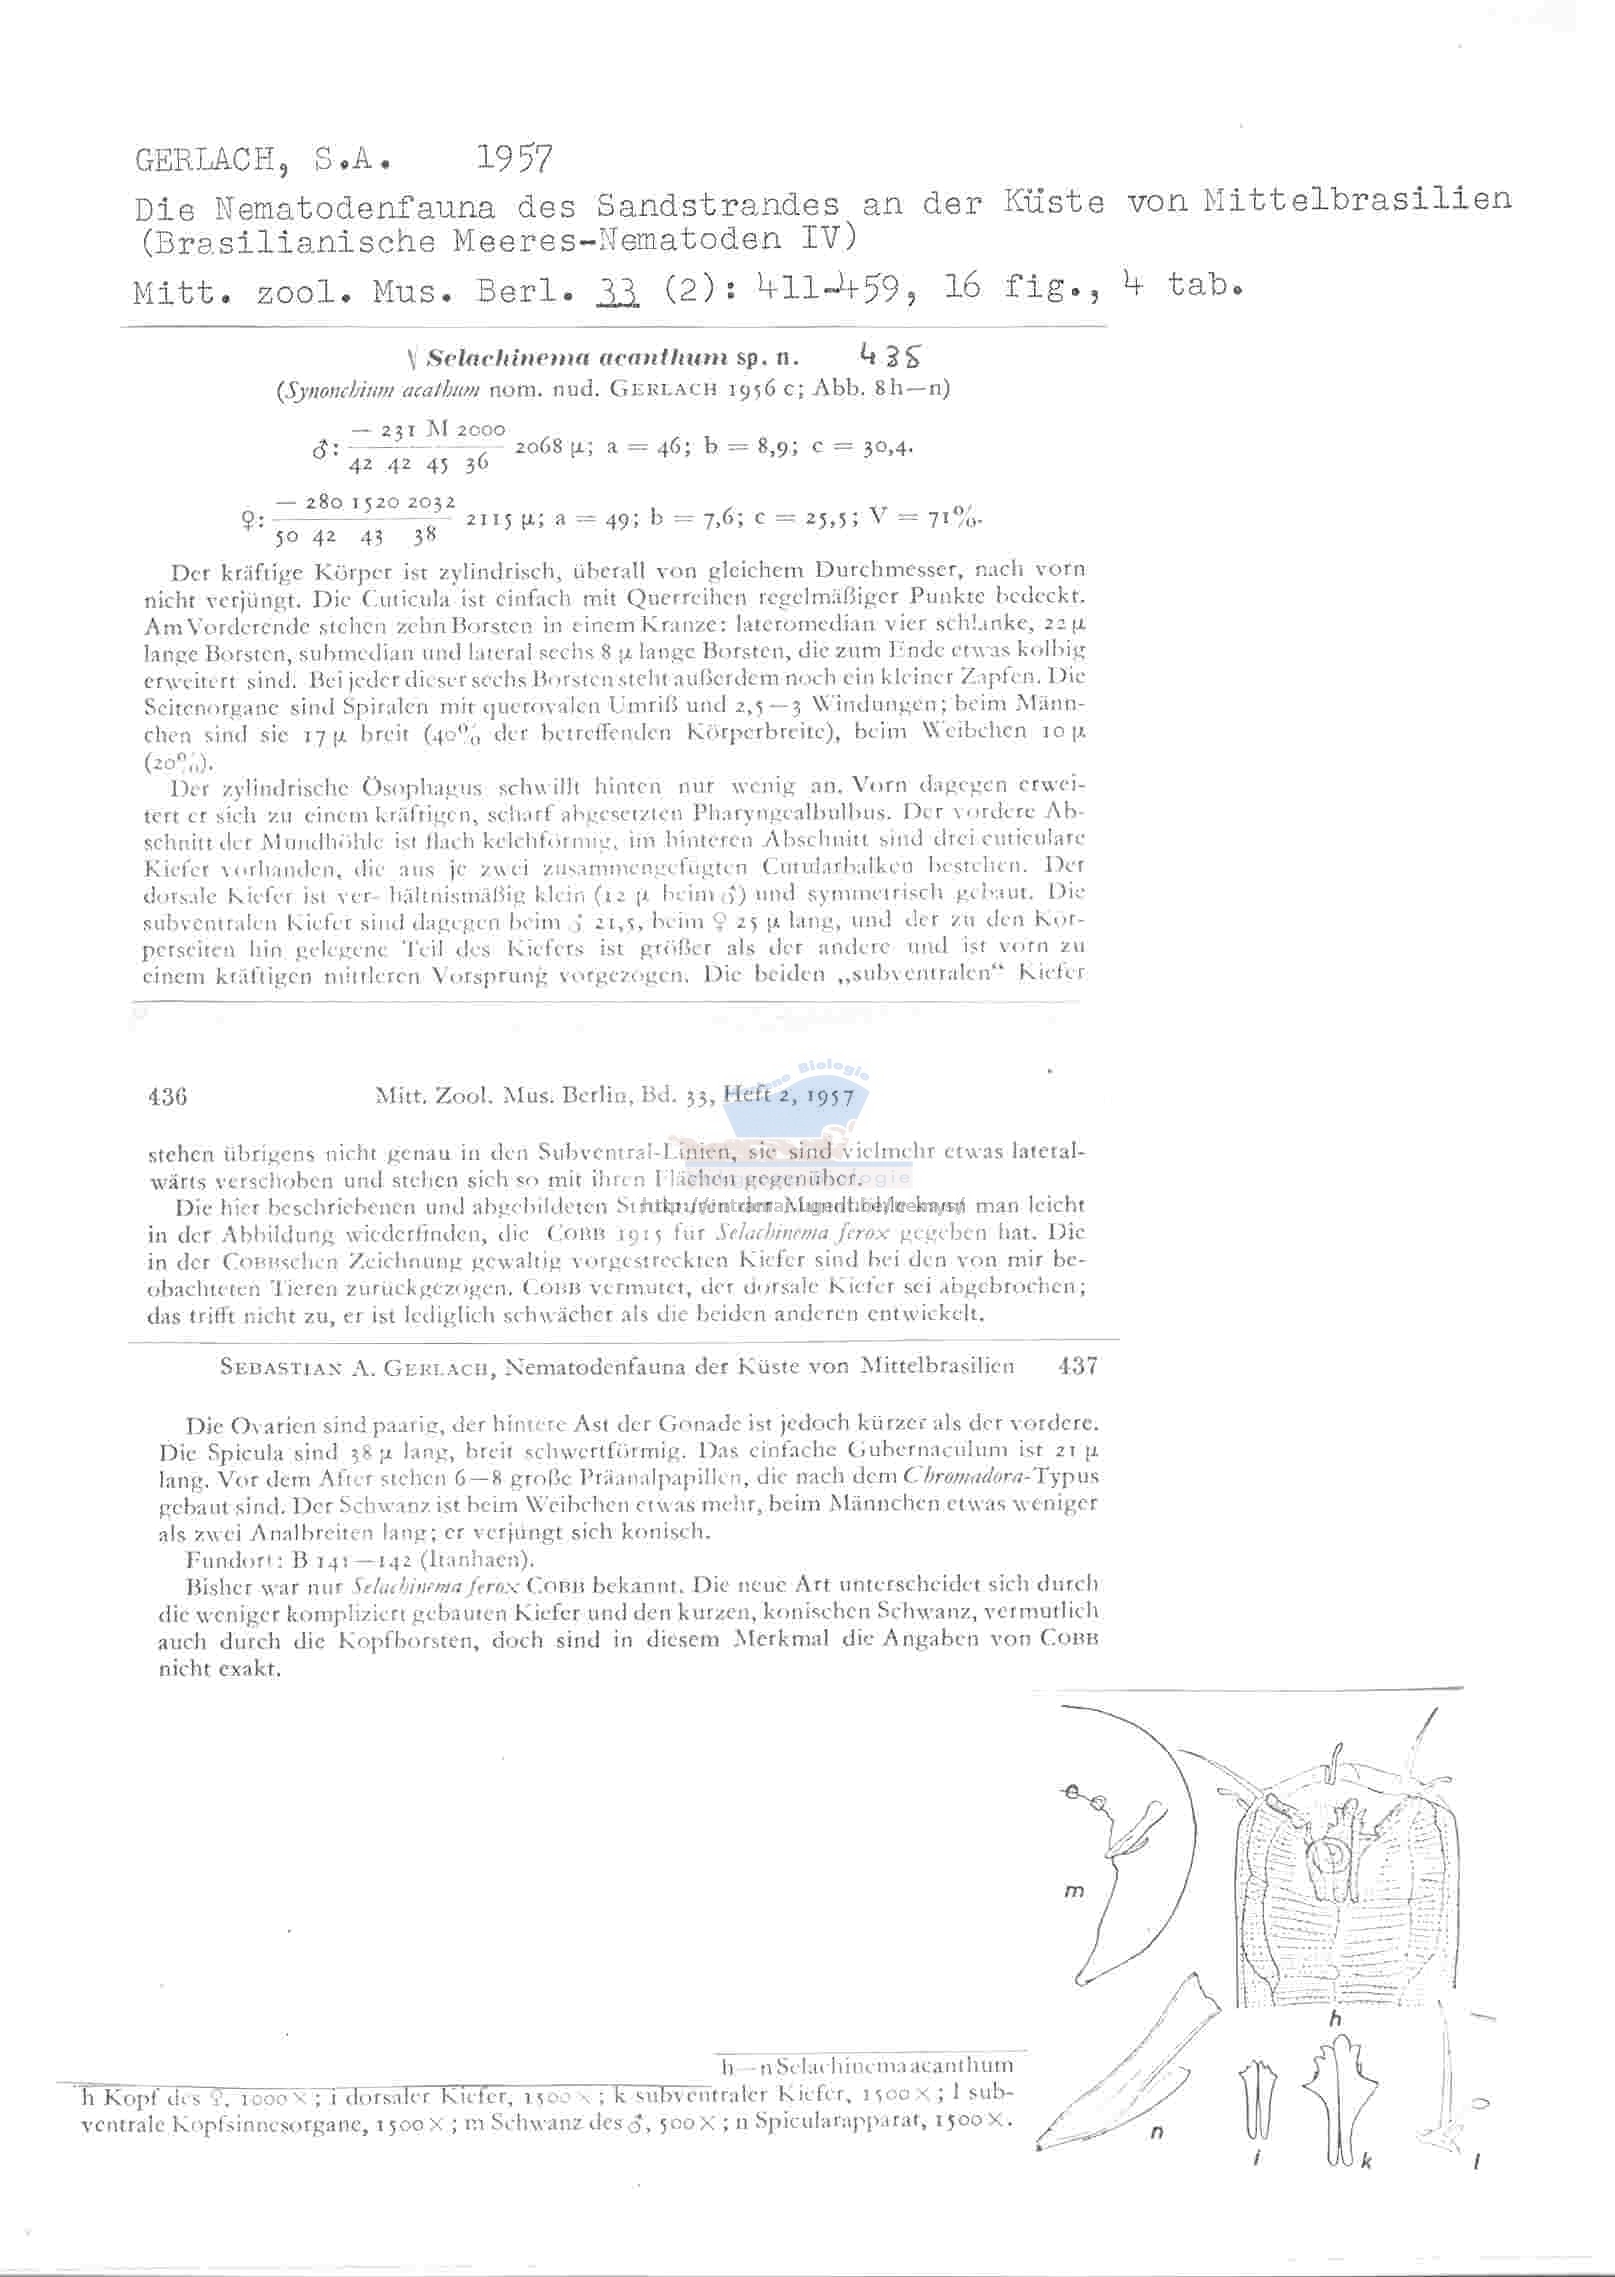 GERLACH, S.A. 1957
Die Nematodenfauna des Sandstrandes an der Küste von Mittelbrasilien
(Brasilianische Meeres-Nematoden IV)
Mitt. zool. Mus. Berl. 33 (2): 411-459, 16 fig., 4 tab.
Selachinema acanthum sp. n. 435
(Synonchium acathum nom. nud. GERLACH 1956 c; Abb. 8 h—n)
♂: — 231 M 2000
42 42 45 36 2068 µ; a = 46; b = 8,9; c = 30,4.
♀: — 280 1520 2032
50 42 43 38 2115 µ; a = 49; b = 7,6; c = 25,5; V = 71%.
Der kräftige Körper ist zylindrisch, überall von gleichem Durchmesser, nach vorn
nicht verjüngt. Die Cuticula ist einfach mit Querreihen regelmäßiger Punkte bedeckt.
Am Vorderende stehen zehn Borsten in einem Kranze: lateromedian vier schlanke, 22 µ
lange Borsten, submedian und lateral sechs 8 µ lange Borsten, die zum Ende etwas kolbig
erweitert sind. Bei jeder dieser sechs Borsten steht außerdem noch ein kleiner Zapfen. Die
Seitenorgane sind Spiralen mit querovalen Umriß und 2,5—3 Windungen; beim Männ-
chen sind sie 17 µ breit (40% der betreffenden Körperbreite), beim Weibchen 10 µ
(20%).
Der zylindrische Ösophagus schwillt hinten nur wenig an. Vorn dagegen erwei-
tert er sich zu einem kräftigen, scharf abgesetzten Pharyngealbulbus. Der vordere Ab-
schnitt der Mundhöhle ist flach kelchförmig, im hinteren Abschnitt sind drei cuticulare
Kiefer vorhanden, die aus je zwei zusammengefügten Cutularbalken bestehen. Der
dorsale Kiefer ist ver- hältnismäßig klein (12 µ beim ♂) und symmetrisch gebaut. Die
subventralen Kiefer sind dagegen beim ♂ 21,5, beim ♀ 25 µ lang, und der zu den Kör-
perseiten hin gelegene Teil des Kiefers ist größer als der andere und ist vorn zu
einem kräftigen mittleren Vorsprung vorgezogen. Die beiden „subventralen“ Kiefer
436 Mitt. Zool. Mus. Berlin, Bd. 33, Heft 2, 1957
stehen übrigens nicht genau in den Subventral-Linien, sie sind vielmehr etwas lateral-
wärts verschoben und stehen sich so mit ihren Flächen gegenüber.
Die hier beschriebenen und abgebildeten Strukturen der Mundhöhle kann man leicht
in der Abbildung wiederfinden, die COBB 1915 für Selachinema ferox gegeben hat. Die
in der COBBschen Zeichnung gewaltig vorgestreckten Kiefer sind bei den von mir be-
obachteten Tieren zurückgezogen. COBB vermutet, der dorsale Kiefer sei abgebrochen;
das trifft nicht zu, er ist lediglich schwächer als die beiden anderen entwickelt.
SEBASTIAN A. GERLACH, Nematodenfauna der Küste von Mittelbrasilien 437
Die Ovarien sind paarig, der hintere Ast der Gonade ist jedoch kürzer als der vordere.
Die Spicula sind 38 µ lang, breit schwertförmig. Das einfache Gubernaculum ist 21 µ
lang. Vor dem After stehen 6—8 große Präanalpapillen, die nach dem Chromadora-Typus
gebaut sind. Der Schwanz ist beim Weibchen etwas mehr, beim Männchen etwas weniger
als zwei Analbreiten lang; er verjüngt sich konisch.
Fundort: B 141—142 (Itanhaen).
Bisher war nur Selachinema ferox COBB bekannt. Die neue Art unterscheidet sich durch
die weniger kompliziert gebauten Kiefer und den kurzen, konischen Schwanz, vermutlich
auch durch die Kopfborsten, doch sind in diesem Merkmal die Angaben von COBB
nicht exakt.
m
h
n
i
k
l
h—n Selachinema acanthum
h Kopf des ♀, 1000 ×; i dorsaler Kiefer, 1500 ×; k subventraler Kiefer, 1500 ×; l sub-
ventrale Kopfsinnesorgane, 1500 ×; m Schwanz des ♂, 500 ×; n Spicularapparat, 1500 ×.